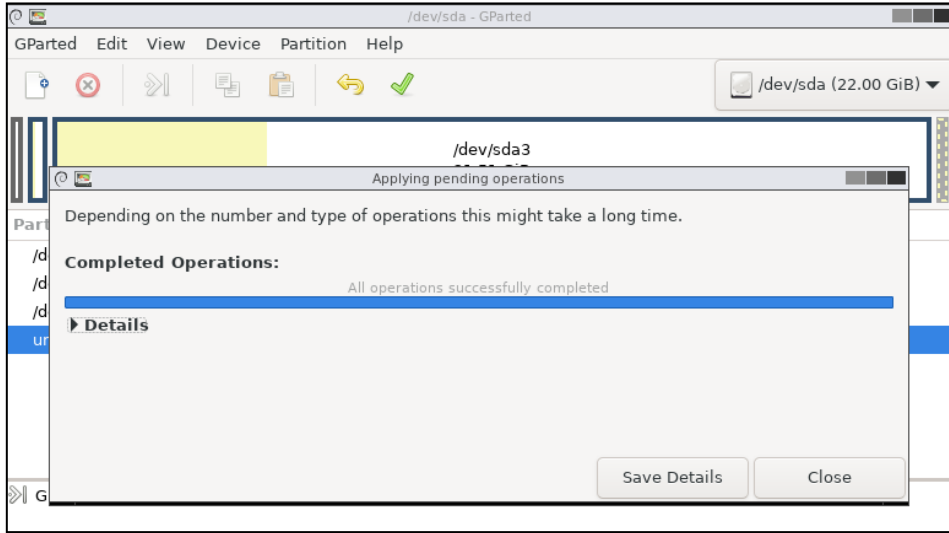 /dev/sda - GParted
GParted Edit View Device Partition Help
/dev/sda (22.00 GiB)
/dev/sda3
Applying pending operations
Part
Depending on the number and type of operations this might take a long time.
/d
Completed Operations:
/d
All operations successfully completed
/d
Details
un
Save Details Close
G